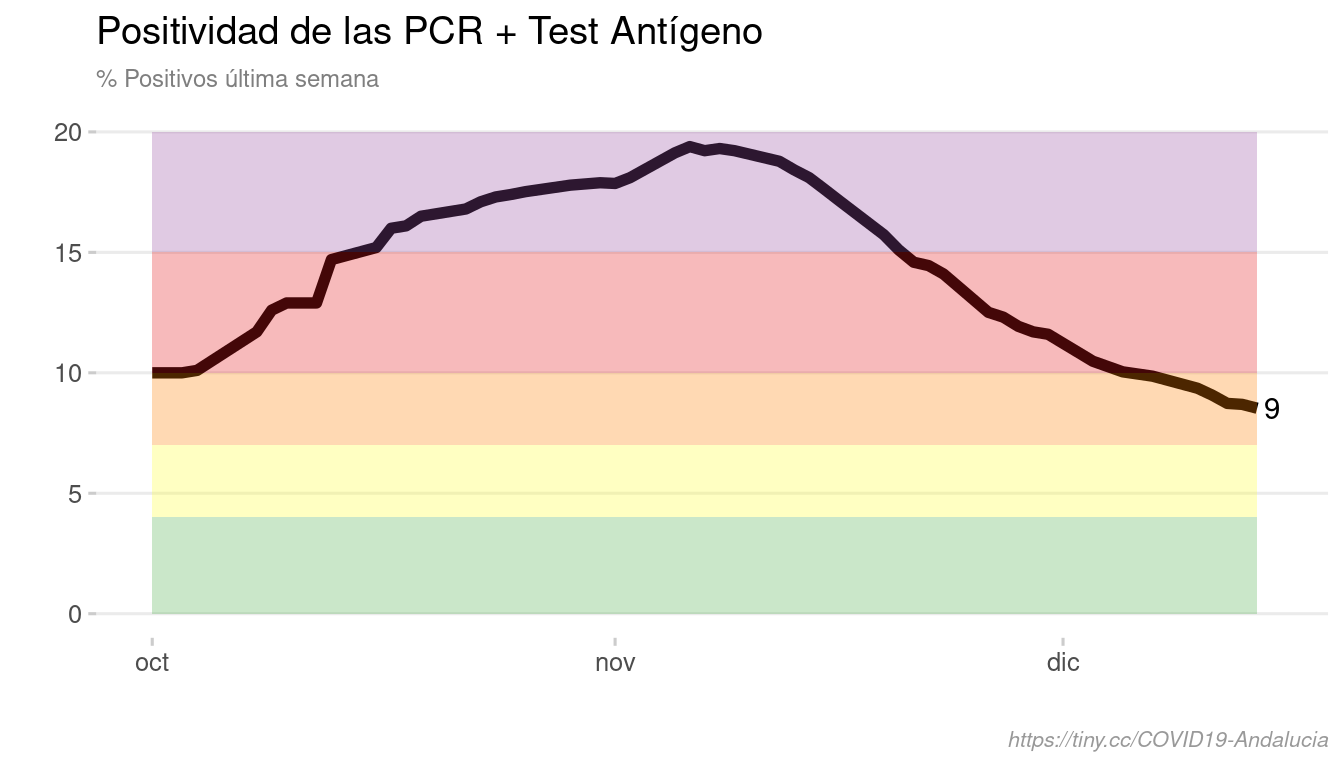 Positividad de las PCR + Test Antígeno
% Positivos última semana
20
15
10
5
0
9
oct nov dic
https://tiny.cc/COVID19-Andalucia